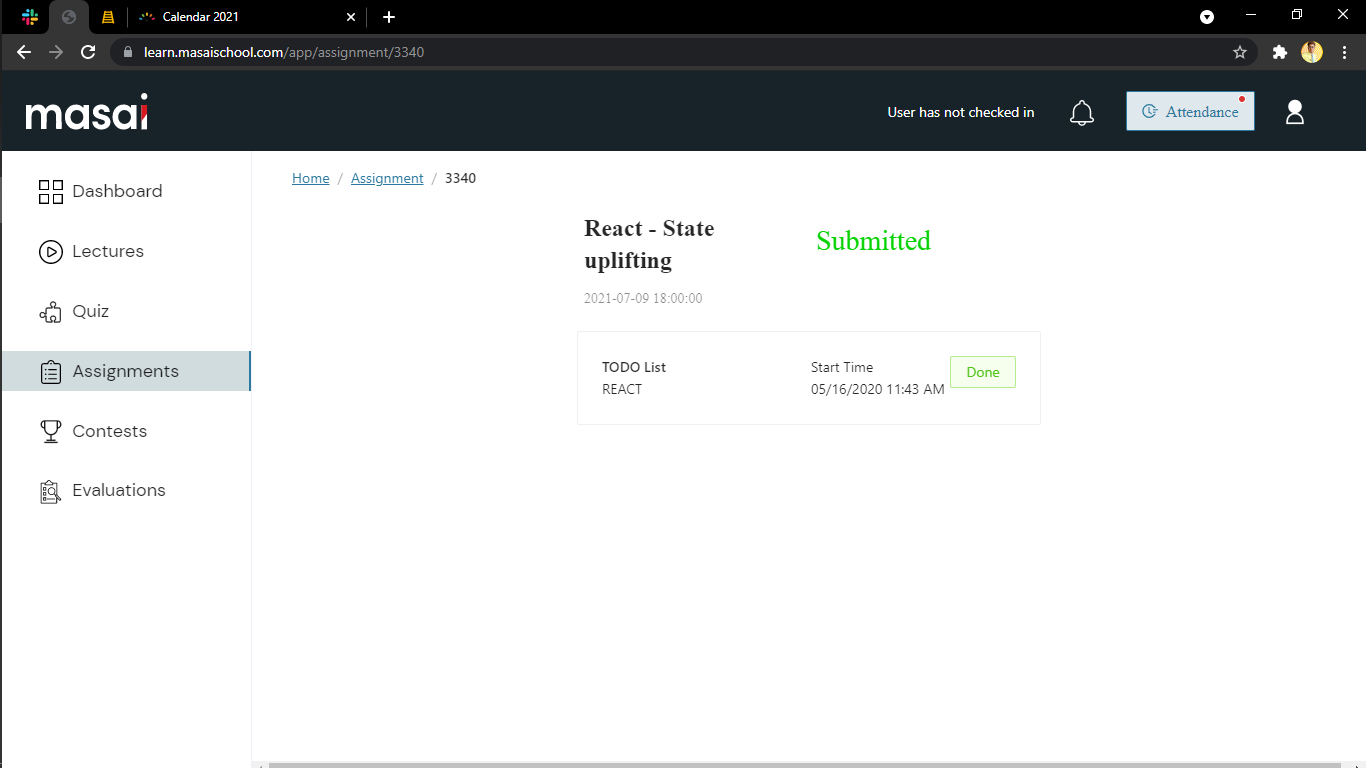 Calendar 2021
learn.masaischool.com/app/assignment/3340
masai
User has not checked in
Attendance
Dashboard
Lectures
Quiz
Assignments
Contests
Evaluations
Home / Assignment / 3340
React - State
uplifting
Submitted
2021-07-09 18:00:00
TODO List
REACT
Start Time
05/16/2020 11:43 AM
Done